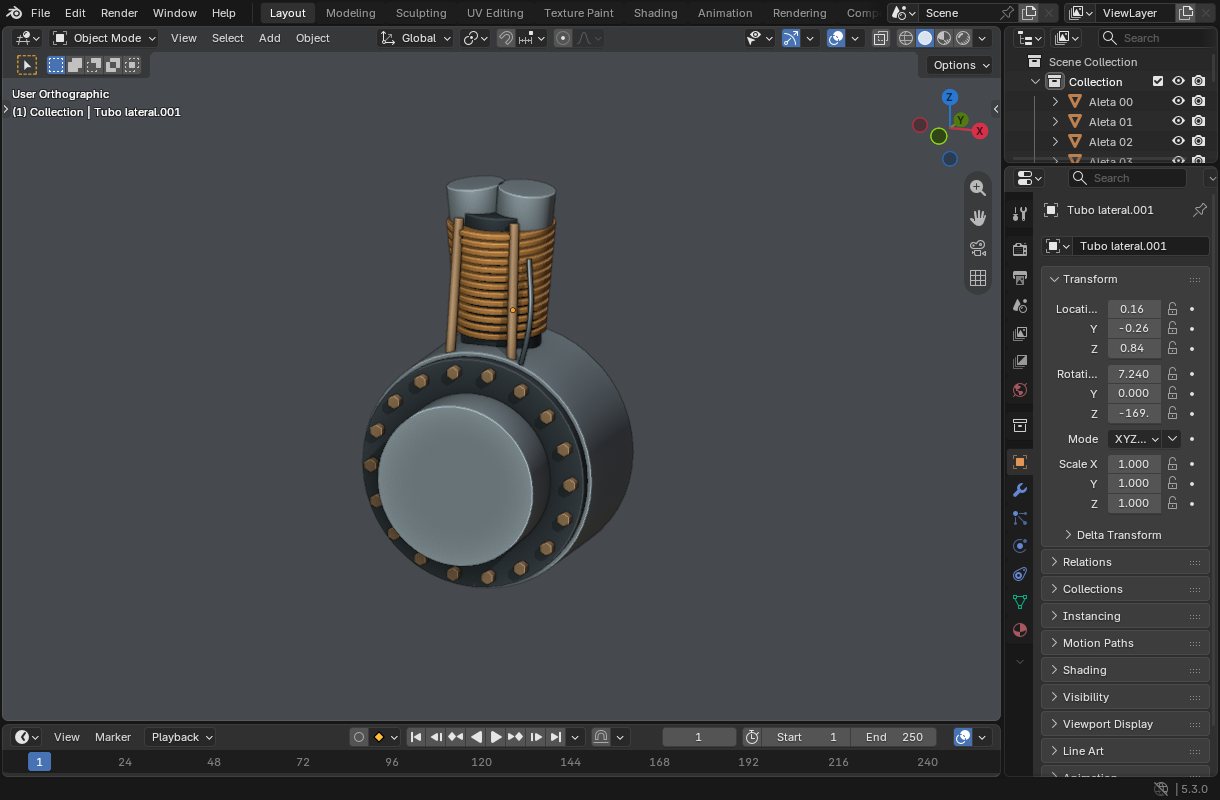 File Edit Render Window Help Layout Modeling Sculpting UV Editing Texture Paint Shading Animation Rendering Comp Scene ViewLayer
Object Mode View Select Add Object Global Search
Options
User Orthographic
(1) Collection | Tubo lateral.001
Z
Y
X
Scene Collection
Collection
Aleta 00
Aleta 01
Aleta 02
Aleta 03
Search
Tubo lateral.001
Tubo lateral.001
Transform
Locati... 0.16
Y -0.26
Z 0.84
Rotati... 7.240
Y 0.000
Z -169.
Mode XYZ...
Scale X 1.000
Y 1.000
Z 1.000
Delta Transform
Relations
Collections
Instancing
Motion Paths
Shading
Visibility
Viewport Display
Line Art
Animation
View Marker Playback 1 Start 1 End 250
1 24 48 72 96 120 144 168 192 216 240
5.3.0